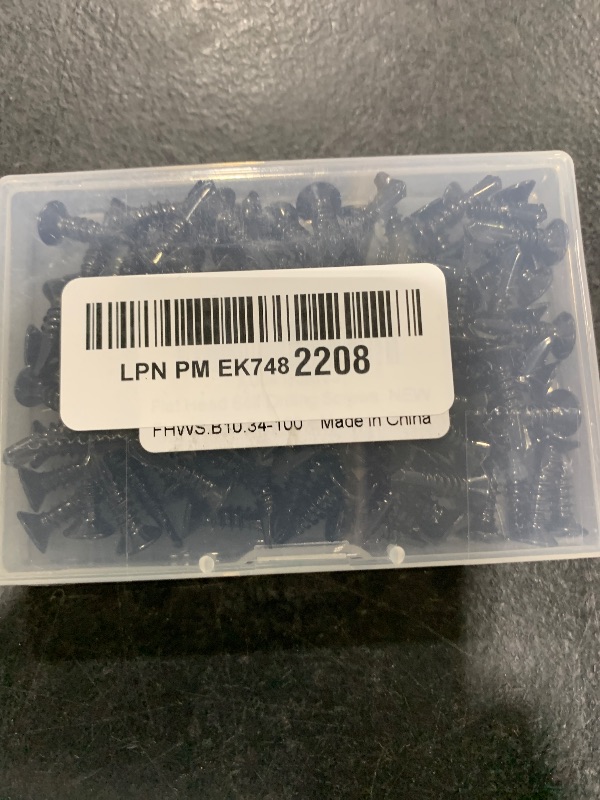 LPN PM EK748 2208
FHWS.B10.34-100 Made in China